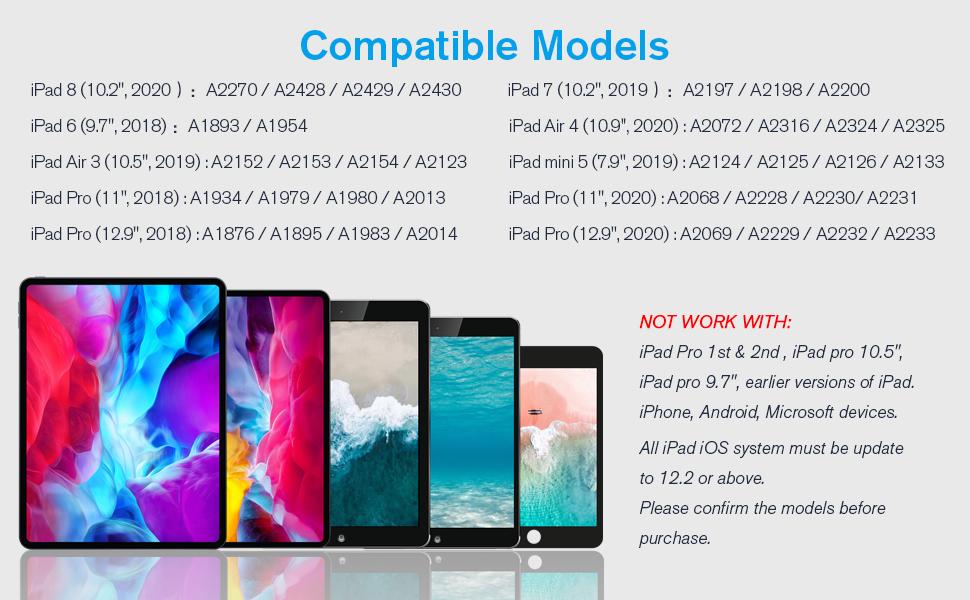 Compatible Models
iPad 8 (10.2", 2020 ) : A2270 / A2428 / A2429 / A2430
iPad 7 (10.2", 2019 ) : A2197 / A2198 / A2200
iPad 6 (9.7", 2018) : A1893 / A1954
iPad Air 4 (10.9", 2020) : A2072 / A2316 / A2324 / A2325
iPad Air 3 (10.5", 2019) : A2152 / A2153 / A2154 / A2123
iPad mini 5 (7.9", 2019) : A2124 / A2125 / A2126 / A2133
iPad Pro (11", 2018) : A1934 / A1979 / A1980 / A2013
iPad Pro (11", 2020) : A2068 / A2228 / A2230/ A2231
iPad Pro (12.9", 2018) : A1876 / A1895 / A1983 / A2014
iPad Pro (12.9", 2020) : A2069 / A2229 / A2232 / A2233
NOT WORK WITH:
iPad Pro 1st & 2nd , iPad pro 10.5",
iPad pro 9.7", earlier versions of iPad.
iPhone, Android, Microsoft devices.
All iPad iOS system must be update
to 12.2 or above.
Please confirm the models before
purchase.